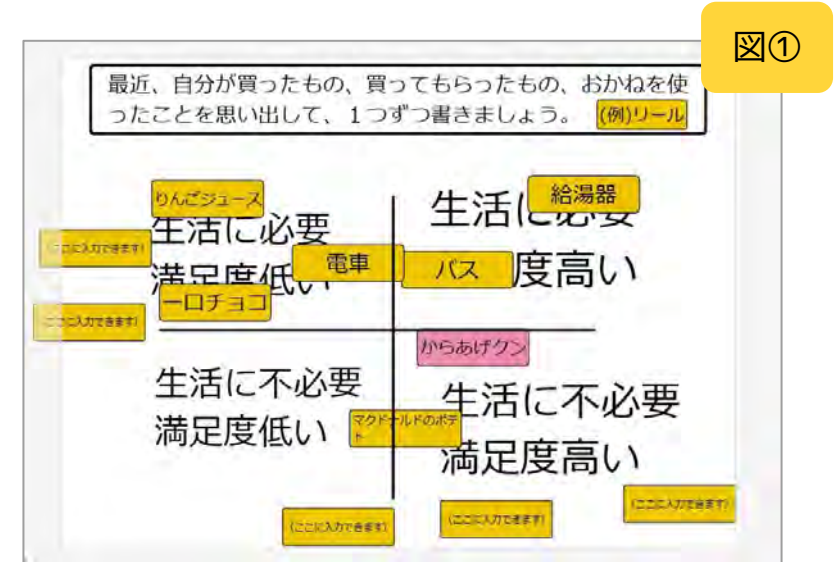 図①
最近、自分が買ったもの、買ってもらったもの、おかねを使
ったことを思い出して、1つずつ書きましょう。 (例)リール
りんごジュース
生活に必要
満足度低い
(ここに入力できます)
電車
一口チョコ
(ここに入力できます)
給湯器
生活に必要
バス
度高い
からあげクン
生活に不必要
満足度低い
マクドナルドのポテ
ト
生活に不必要
満足度高い
(ここに入力できます)
(ここに入力できます)
(ここに入力できます)